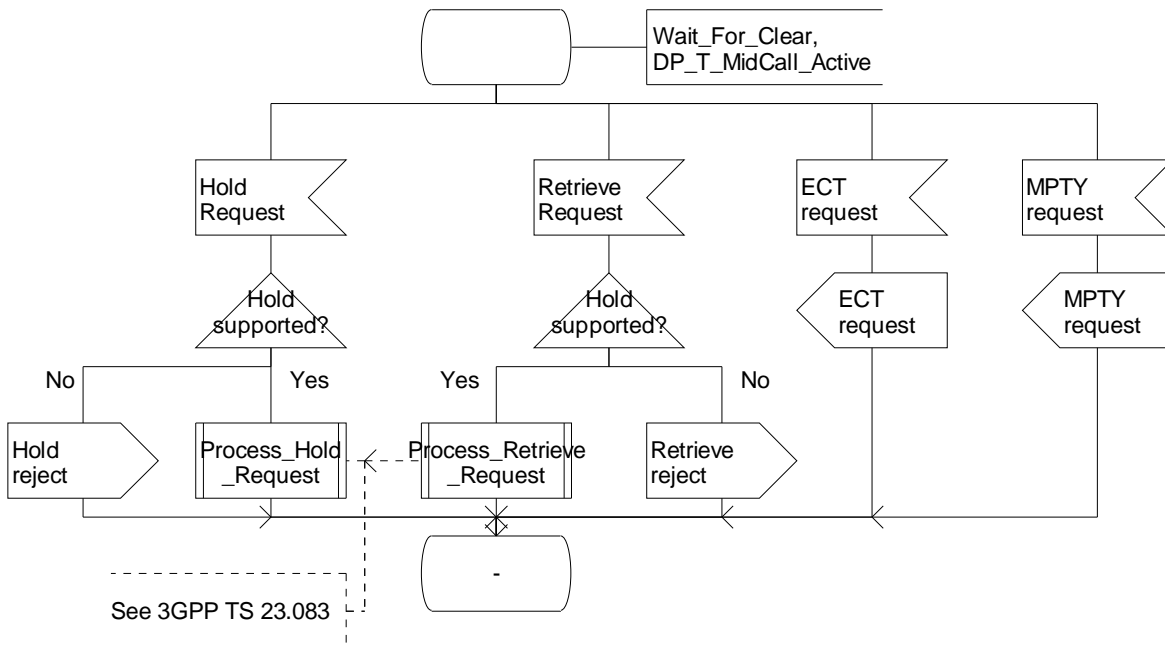 Wait_For_Clear,
DP_T_MidCall_Active
Hold
Request
Retrieve
Request
ECT
request
MPTY
request
Hold
supported?
Hold
supported?
ECT
request
MPTY
request
No
Yes
Yes
No
Hold
reject
Process_Hold
_Request
Process_Retrieve
_Request
Retrieve
reject
-
See 3GPP TS 23.083